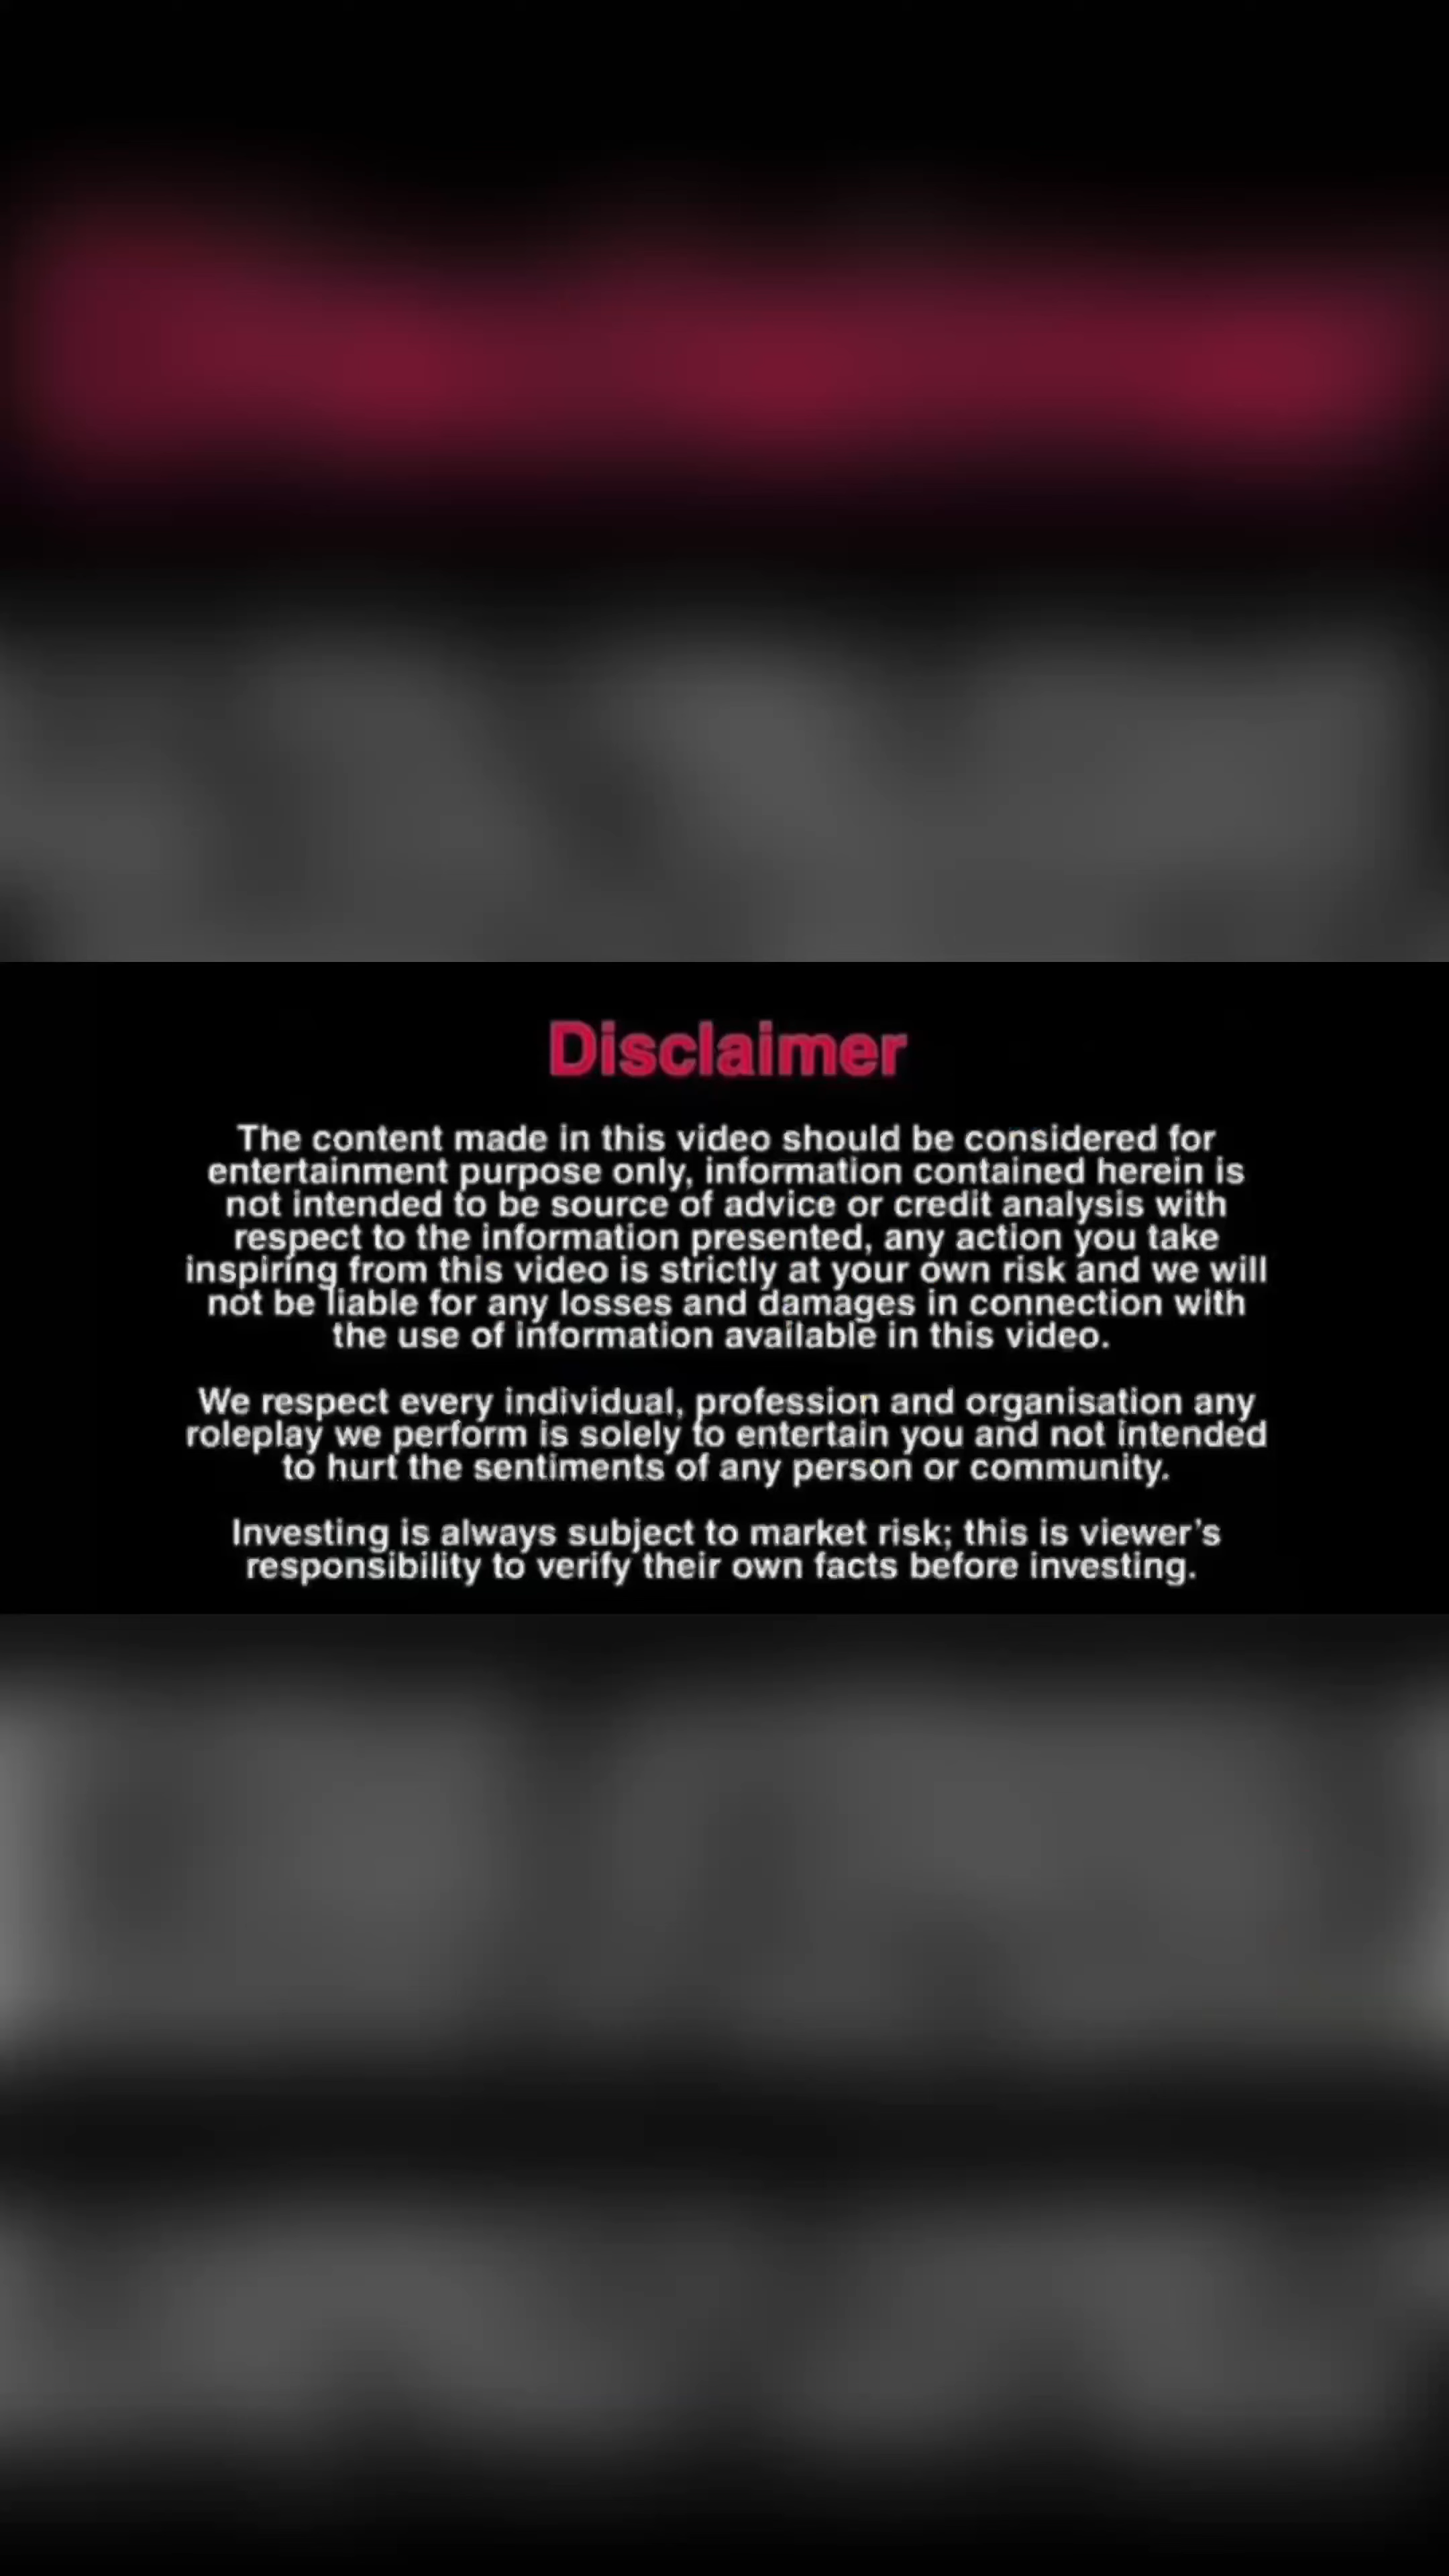 Disclaimer
The content made in this video should be considered for
entertainment purpose only, information contained herein is
not intended to be source of advice or credit analysis with
respect to the information presented, any action you take
inspiring from this video is strictly at your own risk and we will
not be liable for any losses and damages in connection with
the use of information available in this video.
We respect every individual, profession and organisation any
roleplay we perform is solely to entertain you and not intended
to hurt the sentiments of any person or community.
Investing is always subject to market risk; this is viewer’s
responsibility to verify their own facts before investing.